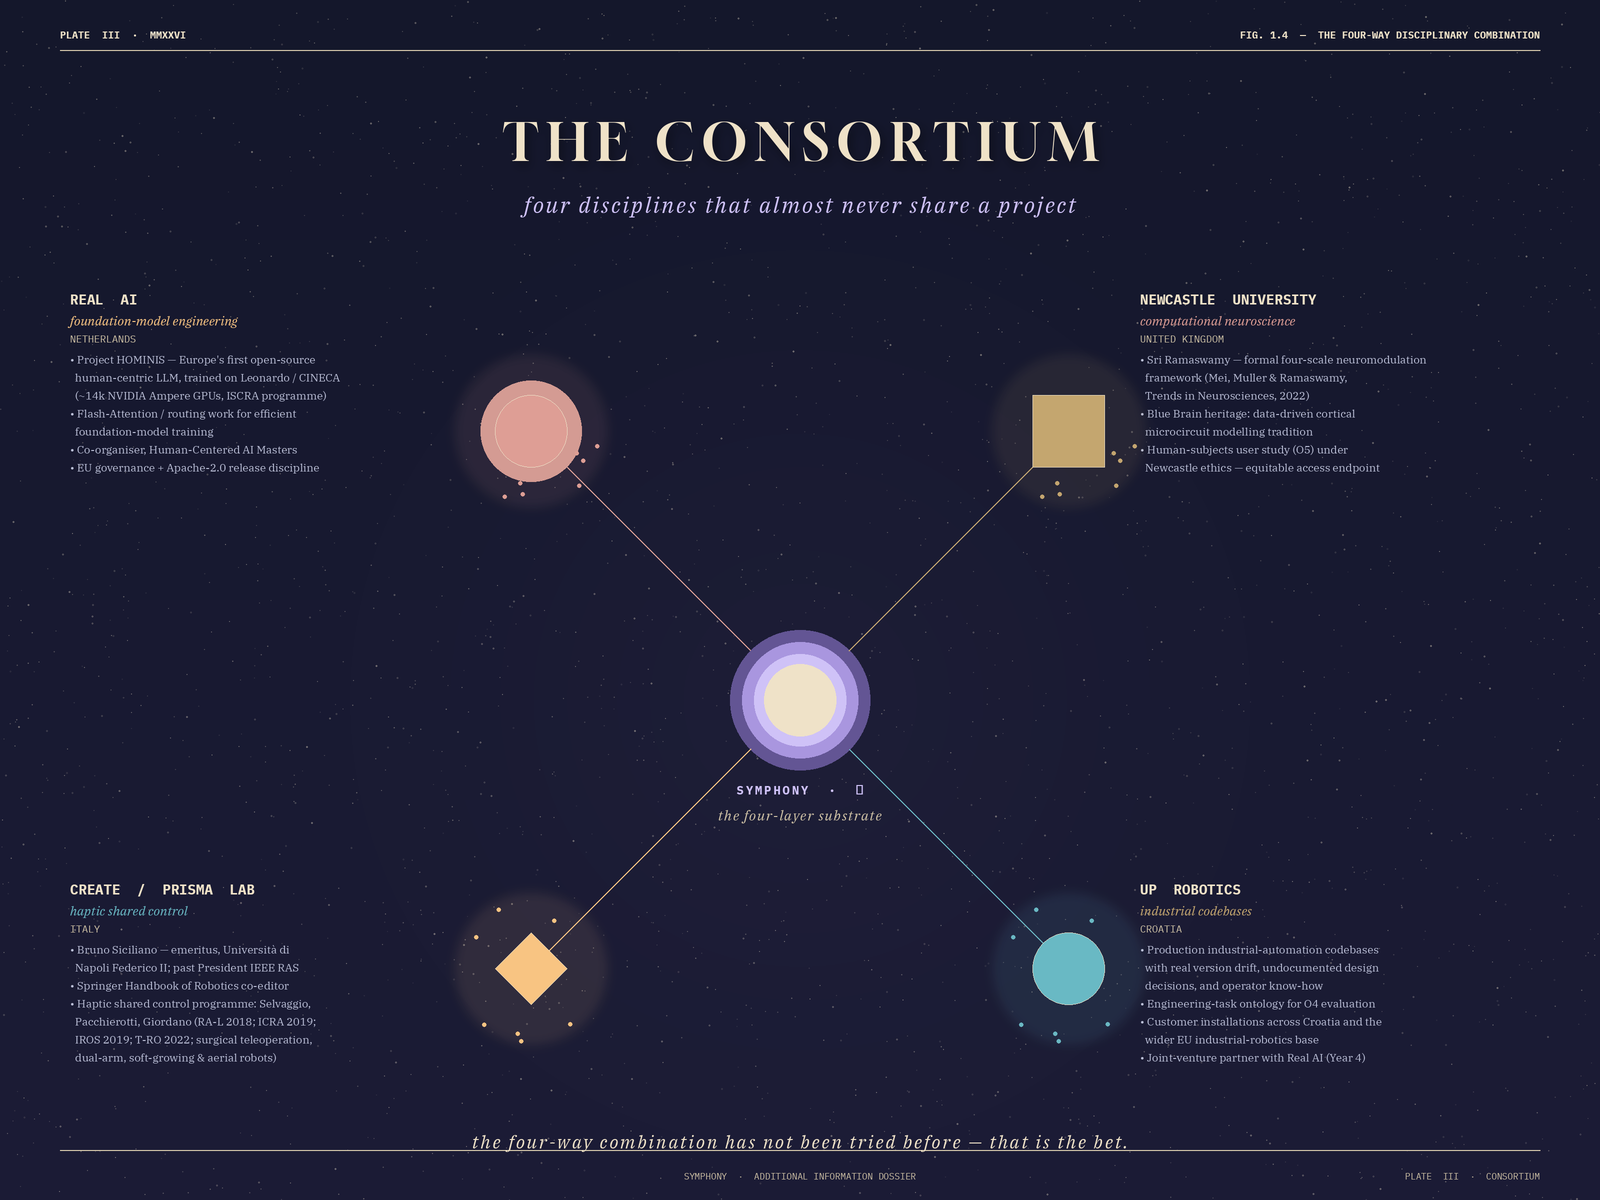 PLATE III · MMXXVI
FIG. 1.4 — THE FOUR-WAY DISCIPLINARY COMBINATION
THE CONSORTIUM
four disciplines that almost never share a project
REAL AI
foundation-model engineering
NETHERLANDS
• Project HOMINIS — Europe's first open-source
human-centric LLM, trained on Leonardo / CINECA
(~14k NVIDIA Ampere GPUs, ISCRA programme)
• Flash-Attention / routing work for efficient
foundation-model training
• Co-organiser, Human-Centered AI Masters
• EU governance + Apache-2.0 release discipline
NEWCASTLE UNIVERSITY
computational neuroscience
UNITED KINGDOM
• Sri Ramaswamy — formal four-scale neuromodulation
framework (Mei, Muller & Ramaswamy,
Trends in Neurosciences, 2022)
• Blue Brain heritage: data-driven cortical
microcircuit modelling tradition
• Human-subjects user study (O5) under
Newcastle ethics — equitable access endpoint
SYMPHONY ·
the four-layer substrate
CREATE / PRISMA LAB
haptic shared control
ITALY
• Bruno Siciliano — emeritus, Università di
Napoli Federico II; past President IEEE RAS
• Springer Handbook of Robotics co-editor
• Haptic shared control programme: Selvaggio,
Pacchierotti, Giordano (RA-L 2018; ICRA 2019;
IROS 2019; T-RO 2022; surgical teleoperation,
dual-arm, soft-growing & aerial robots)
UP ROBOTICS
industrial codebases
CROATIA
• Production industrial-automation codebases
with real version drift, undocumented design
decisions, and operator know-how
• Engineering-task ontology for O4 evaluation
• Customer installations across Croatia and the
wider EU industrial-robotics base
• Joint-venture partner with Real AI (Year 4)
the four-way combination has not been tried before — that is the bet.
SYMPHONY · ADDITIONAL INFORMATION DOSSIER
PLATE III · CONSORTIUM